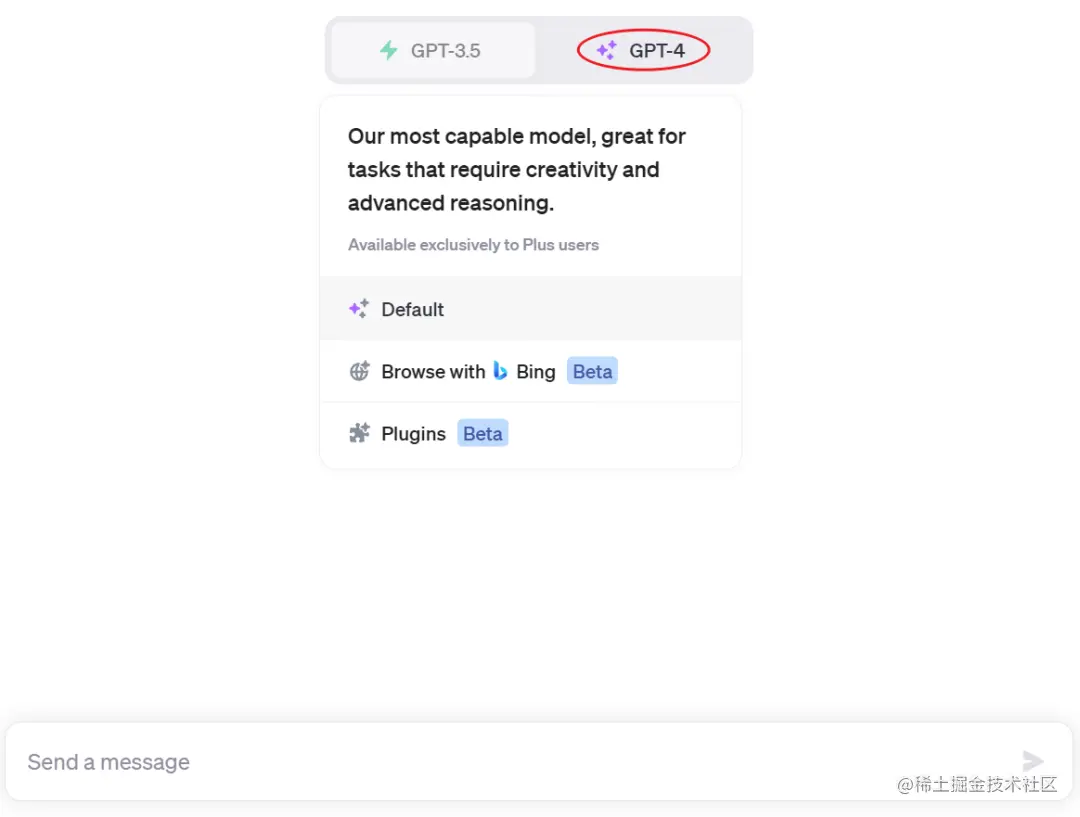 GPT-3.5
GPT-4
Our most capable model, great for
tasks that require creativity and
advanced reasoning.
Available exclusively to Plus users
Default
Browse with Bing Beta
Plugins Beta
Send a message
@稀土掘金技术社区